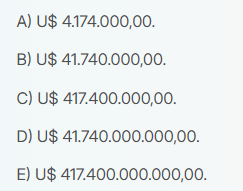 A) U$ 4.174.000,00.
B) U$ 41.740.000,00.
C) U$ 417.400.000,00.
D) U$ 41.740.000.000,00.
E) U$ 417.400.000.000,00.